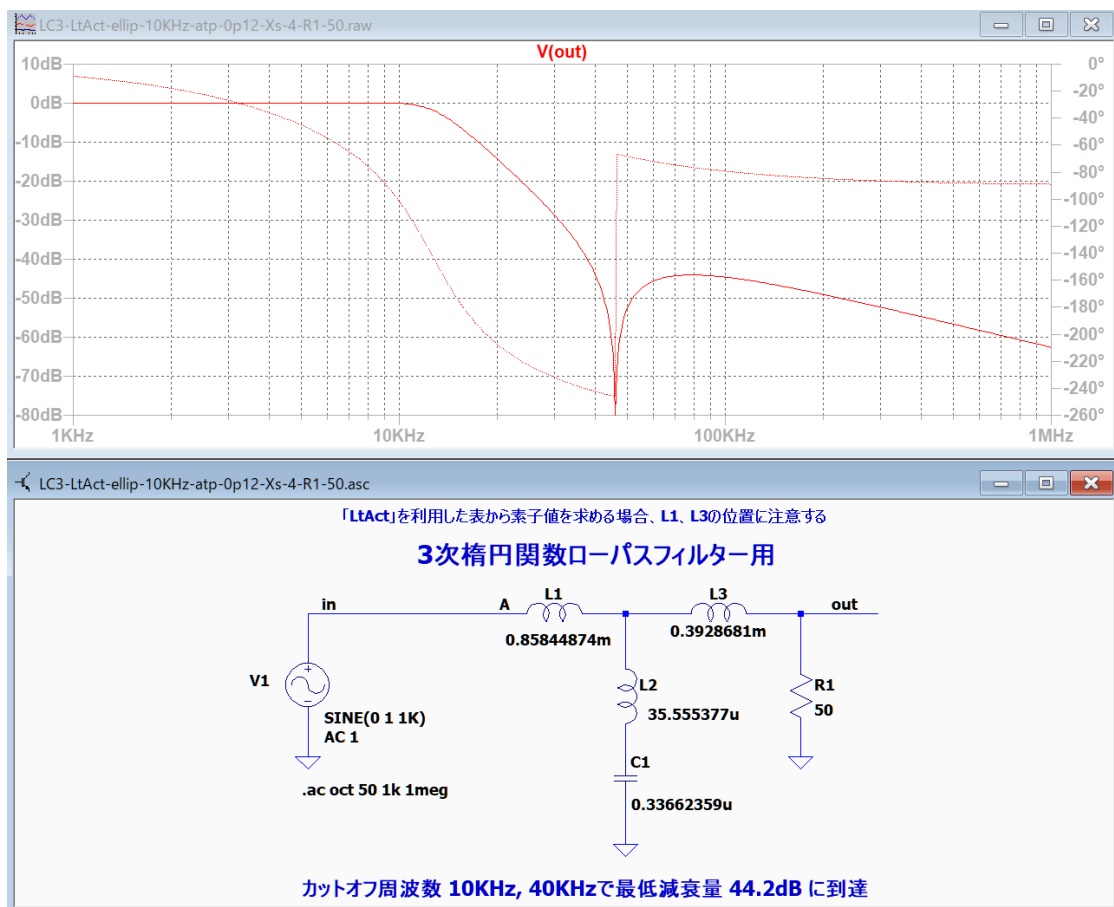 LC3-LtAct-ellip-10KHz-atp-0p12-Xs-4-R1-50.raw
V(out)
10dB
0dB
-10dB
-20dB
-30dB
-40dB
-50dB
-60dB
-70dB
-80dB
0°
-20°
-40°
-60°
-80°
-100°
-120°
-140°
-160°
-180°
-200°
-220°
-240°
-260°
1KHz 10KHz 100KHz 1MHz
LC3-LtAct-ellip-10KHz-atp-0p12-Xs-4-R1-50.asc
「LtAct」を利用した表から素子値を求める場合、L1、L3の位置に注意する
3次楕円関数ローパスフィルター用
in A L1 L3 out
0.85844874m 0.3928681m
V1 L2 R1
SINE(0 1 1K) 35.555377u 50
AC 1
C1
.ac oct 50 1k 1meg 0.33662359u
カットオフ周波数 10KHz, 40KHzで最低減衰量 44.2dB に到達